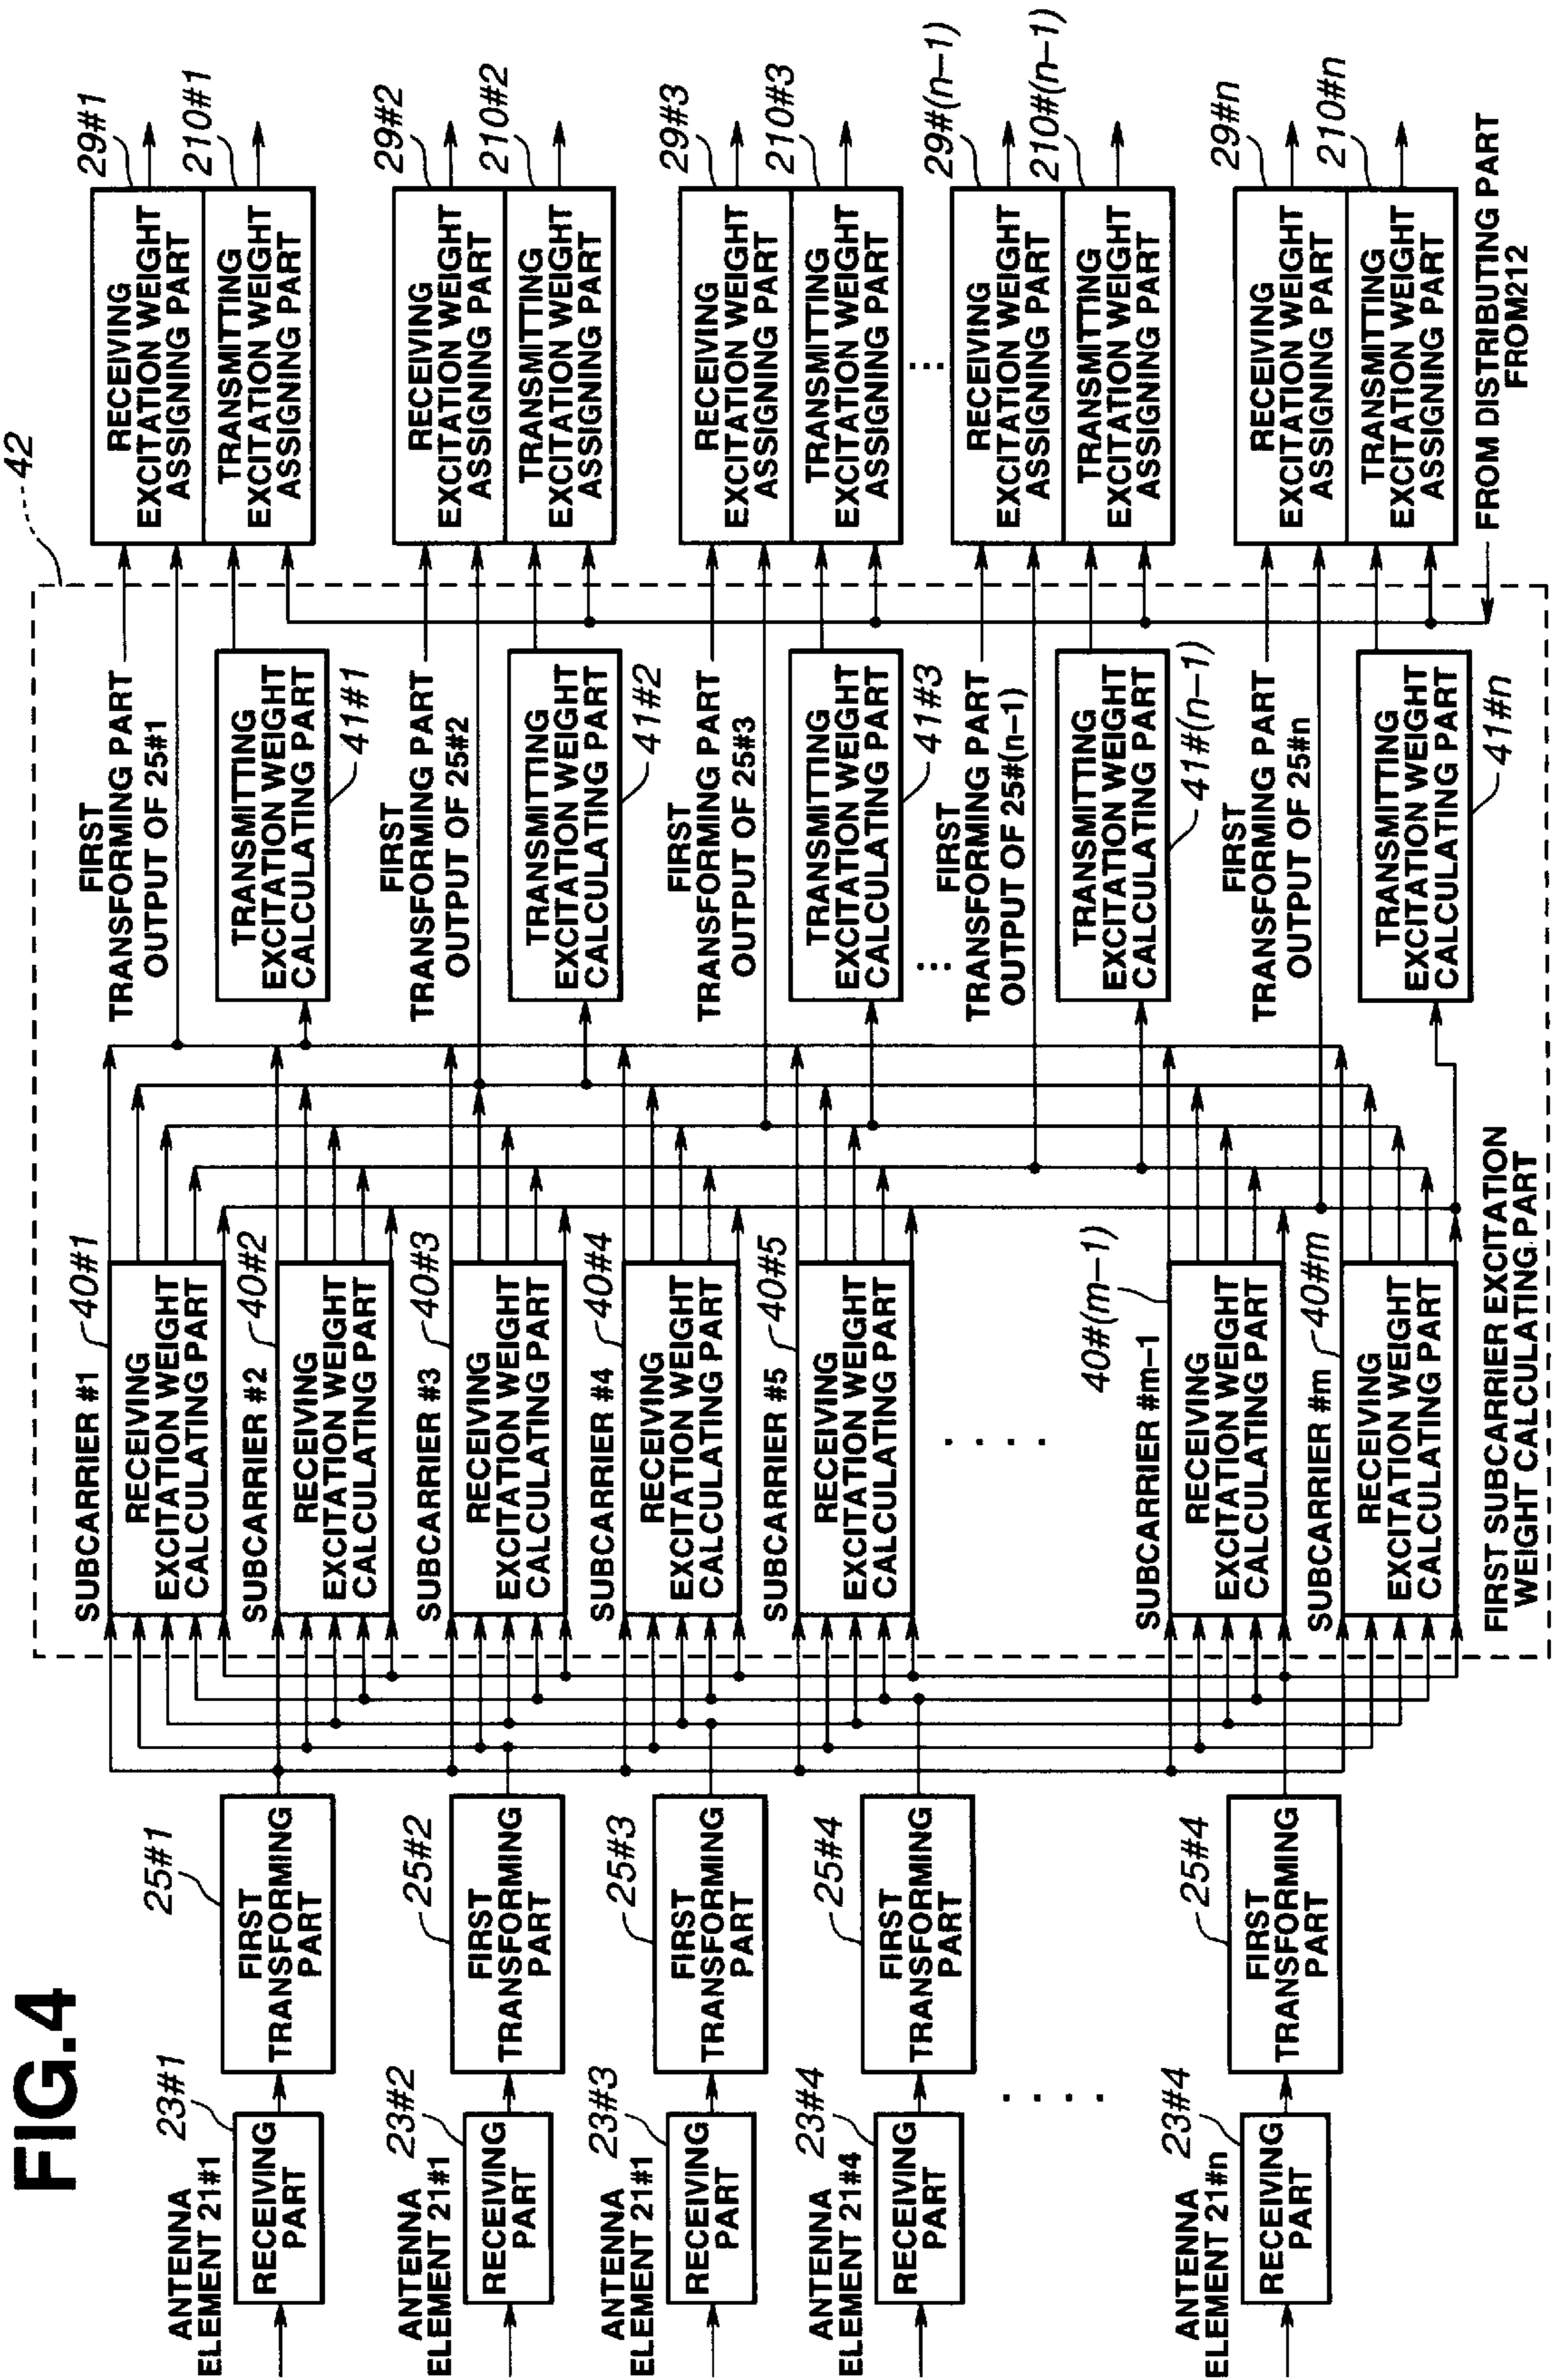 FIG.4
ANTENNA
ELEMENT 21#1
23#1
RECEIVING
PART
25#1
FIRST
TRANSFORMING
PART
ANTENNA
ELEMENT 21#1
23#2
RECEIVING
PART
25#2
FIRST
TRANSFORMING
PART
ANTENNA
ELEMENT 21#1
23#3
RECEIVING
PART
25#3
FIRST
TRANSFORMING
PART
ANTENNA
ELEMENT 21#4
23#4
RECEIVING
PART
25#4
FIRST
TRANSFORMING
PART
. . . .
ANTENNA
ELEMENT 21#n
23#4
RECEIVING
PART
25#4
FIRST
TRANSFORMING
PART
SUBCARRIER #1
40#1
RECEIVING
EXCITATION WEIGHT
CALCULATING PART
SUBCARRIER #2
40#2
RECEIVING
EXCITATION WEIGHT
CALCULATING PART
SUBCARRIER #3
40#3
RECEIVING
EXCITATION WEIGHT
CALCULATING PART
SUBCARRIER #4
40#4
RECEIVING
EXCITATION WEIGHT
CALCULATING PART
SUBCARRIER #5
40#5
RECEIVING
EXCITATION WEIGHT
CALCULATING PART
. . . .
SUBCARRIER #m-1
40#(m-1)
RECEIVING
EXCITATION WEIGHT
CALCULATING PART
SUBCARRIER #m
40#m
RECEIVING
EXCITATION WEIGHT
CALCULATING PART
FIRST SUBCARRIER EXCITATION
WEIGHT CALCULATING PART
42
FIRST
TRANSFORMING PART
OUTPUT OF 25#1
TRANSMITTING
EXCITATION WEIGHT
CALCULATING PART
41#1
FIRST
TRANSFORMING PART
OUTPUT OF 25#2
TRANSMITTING
EXCITATION WEIGHT
CALCULATING PART
41#2
FIRST
TRANSFORMING PART
OUTPUT OF 25#3
TRANSMITTING
EXCITATION WEIGHT
CALCULATING PART
41#3
...
FIRST
TRANSFORMING PART
OUTPUT OF 25#(n-1)
TRANSMITTING
EXCITATION WEIGHT
CALCULATING PART
41#(n-1)
FIRST
TRANSFORMING PART
OUTPUT OF 25#n
TRANSMITTING
EXCITATION WEIGHT
CALCULATING PART
41#n
29#1
RECEIVING
EXCITATION WEIGHT
ASSIGNING PART
210#1
TRANSMITTING
EXCITATION WEIGHT
ASSIGNING PART
29#2
RECEIVING
EXCITATION WEIGHT
ASSIGNING PART
210#2
TRANSMITTING
EXCITATION WEIGHT
ASSIGNING PART
29#3
RECEIVING
EXCITATION WEIGHT
ASSIGNING PART
210#3
TRANSMITTING
EXCITATION WEIGHT
ASSIGNING PART
...
29#(n-1)
RECEIVING
EXCITATION WEIGHT
ASSIGNING PART
210#(n-1)
TRANSMITTING
EXCITATION WEIGHT
ASSIGNING PART
29#n
RECEIVING
EXCITATION WEIGHT
ASSIGNING PART
210#n
TRANSMITTING
EXCITATION WEIGHT
ASSIGNING PART
FROM DISTRIBUTING PART
FROM212